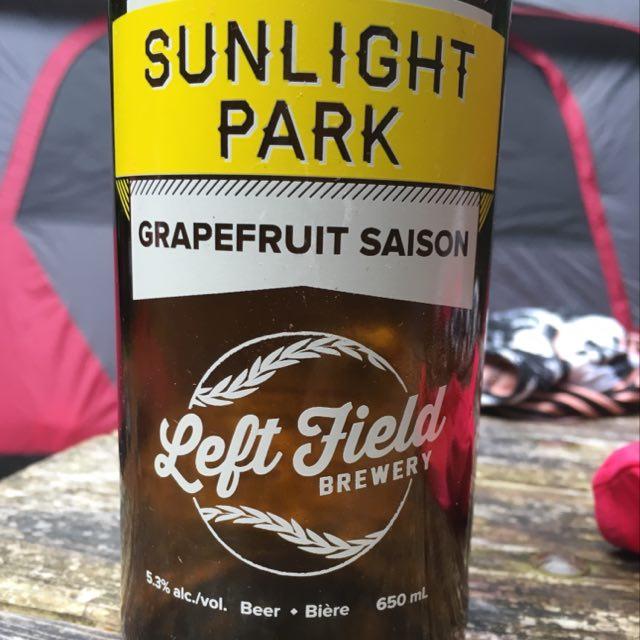 SUNLIGHT
PARK
GRAPEFRUIT SAISON
Left Field
BREWERY
5.3% alc./vol. Beer • Bière 650 mL